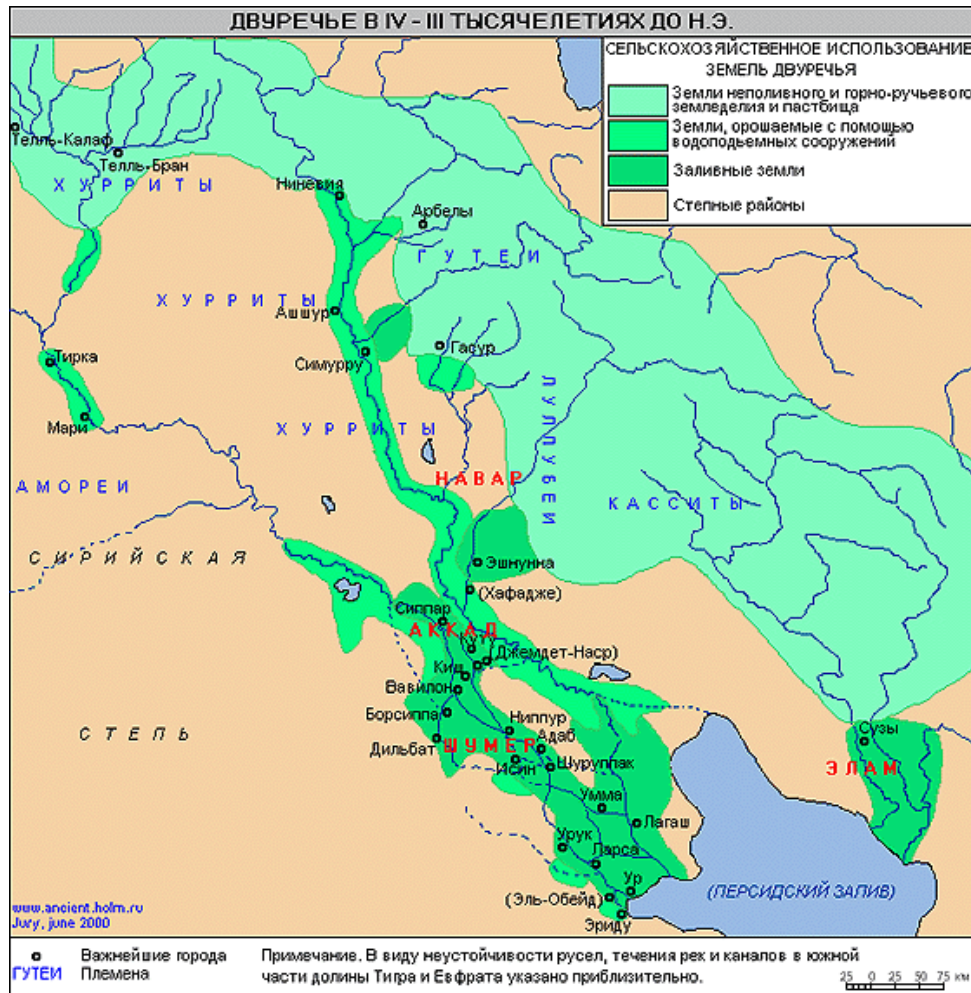 ДВУРЕЧЬЕ В IV - III ТЫСЯЧЕЛЕТИЯХ ДО Н.Э.
СЕЛЬСКОХОЗЯЙСТВЕННОЕ ИСПОЛЬЗОВАНИЕ
ЗЕМЕЛЬ ДВУРЕЧЬЯ
Земли неполивного и горно-ручьевого
земледелия и пастбища
Земли, орошаемые с помощью
водоподъемных сооружений
Заливные земли
Степные районы
Телль-Калаф
Телль-Бран
ХУРРИТЫ
Ниневия
Арбелы
ГУТЕИ
ХУРРИТЫ
Ашшур
Симурру
Гасур
Тирка
ЛУЛЛУБЕИ
Мари
ХУРРИТЫ
НАВАР
АМОРЕИ
КАССИТЫ
СИРИЙСКАЯ
Эшнунна
(Хафадже)
Сиппар
АККАД
Куту
(Джемдет-Наср)
Киш
Вавилон
Борсиппа
Ниппур
СТЕПЬ
Дильбат
ШУМЕР
Адаб
Сузы
Исин
Шуруппак
ЭЛАМ
Умма
Лагаш
Урук
Ларса
Ур
(ПЕРСИДСКИЙ ЗАЛИВ)
(Эль-Обейд)
Эриду
www.ancient.holm.ru
Jury, june 2000
Важнейшие города
ГУТЕИ Племена
Примечание. В виду неустойчивости русел, течения рек и каналов в южной
части долины Тигра и Евфрата указано приблизительно.
25 0 25 50 75 км